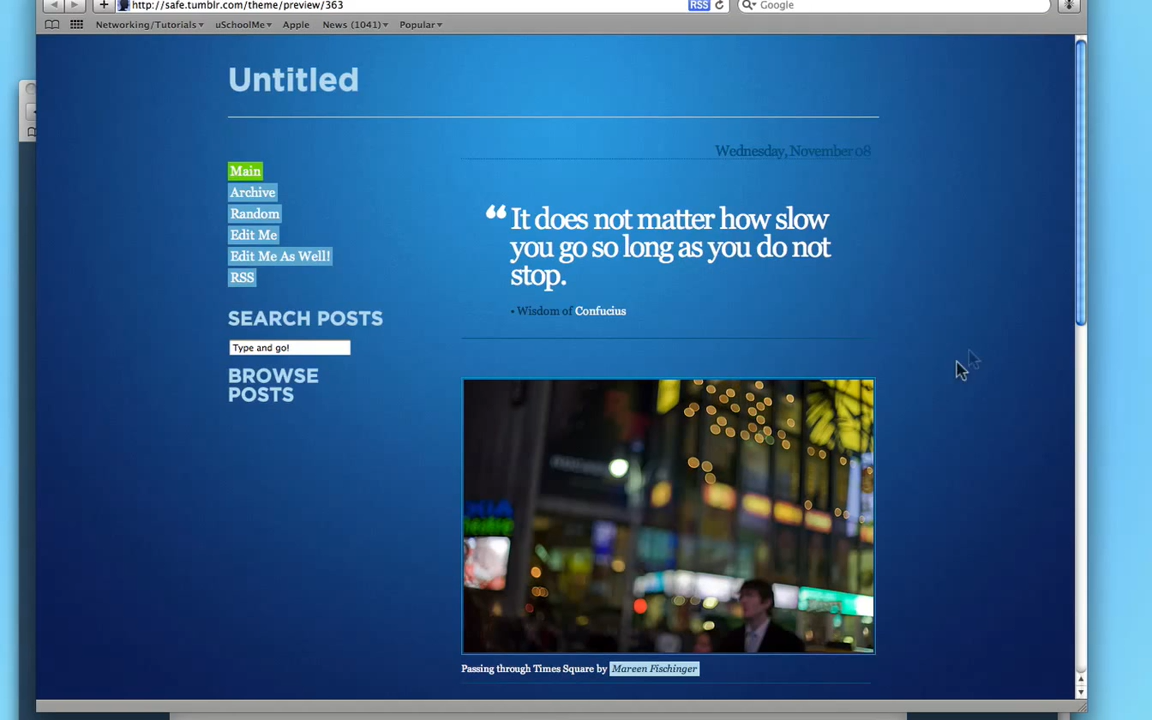 http://safe.tumblr.com/theme/preview/363
RSS
Google
Networking/Tutorials
uSchoolMe
Apple
News (1041)
Popular
Untitled
Wednesday, November 08
Main
Archive
Random
Edit Me
Edit Me As Well!
RSS
SEARCH POSTS
Type and go!
BROWSE
POSTS
“ It does not matter how slow
you go so long as you do not
stop.
• Wisdom of Confucius
Passing through Times Square by Mareen Fischinger